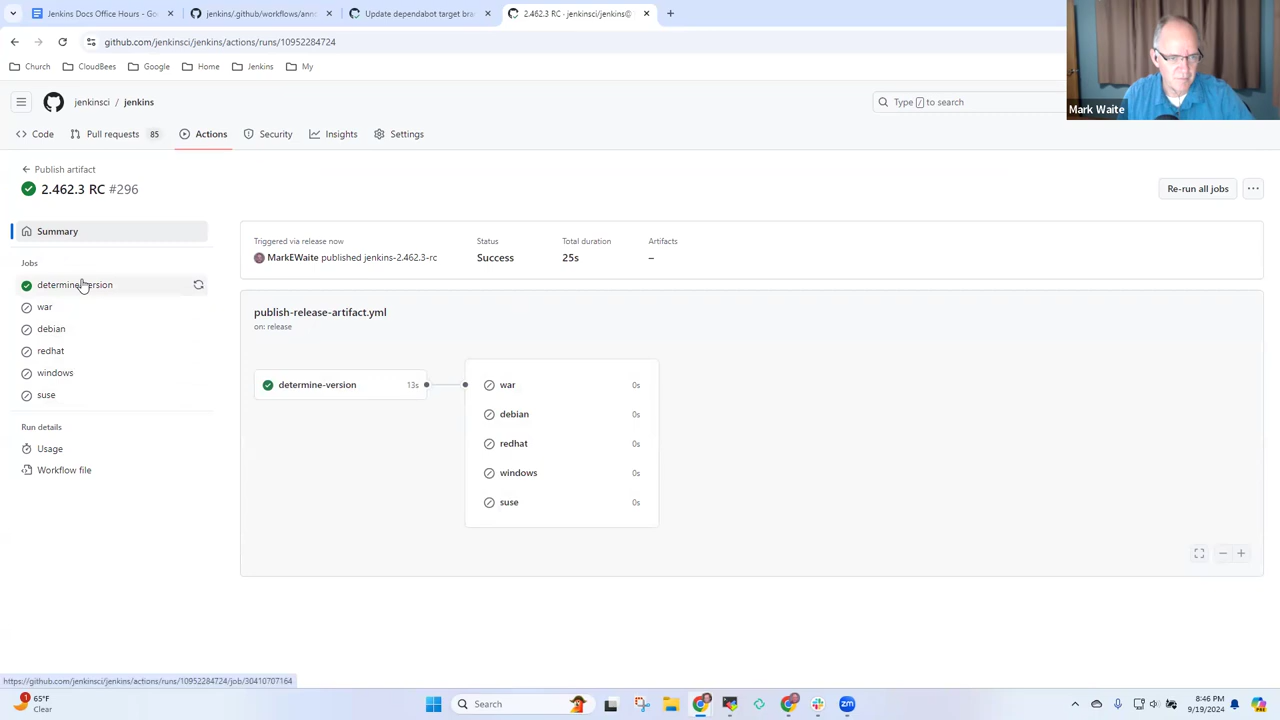 Jenkins Docs Office Hours - Go
jenkins/.github/workflows/ann
Update dependabot target bra
2.462.3 RC · jenkinsci/jenkins@
github.com/jenkinsci/jenkins/actions/runs/10952284724
Church
CloudBees
Google
Home
Jenkins
My
Mark Waite
jenkinsci / jenkins
Type / to search
Code
Pull requests 85
Actions
Security
Insights
Settings
Publish artifact
2.462.3 RC #296
Re-run all jobs
Summary
Jobs
determine-version
war
debian
redhat
windows
suse
Run details
Usage
Workflow file
Triggered via release now
MarkEWaite published jenkins-2.462.3-rc
Status
Success
Total duration
25s
Artifacts
–
publish-release-artifact.yml
on: release
determine-version 13s
war 0s
debian 0s
redhat 0s
windows 0s
suse 0s
https://github.com/jenkinsci/jenkins/actions/runs/10952284724/job/30410707164
1
65°F
Clear
Search
zm
8:46 PM
9/19/2024